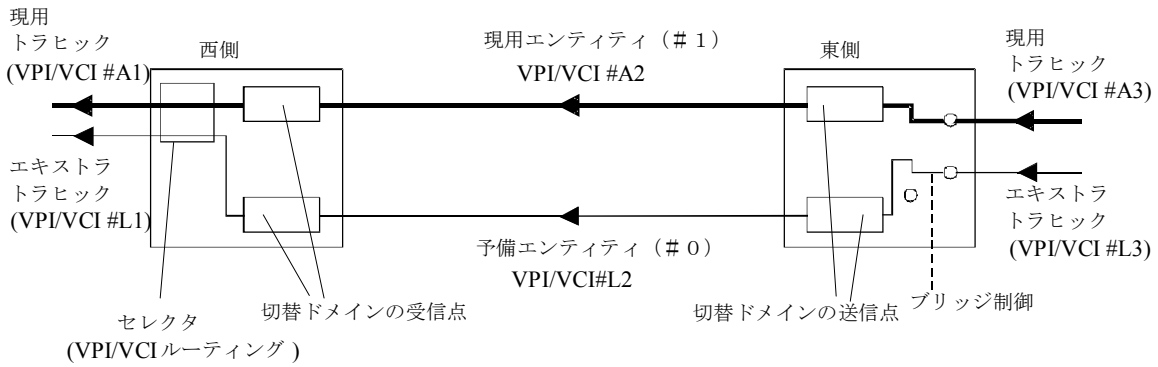 現用
トラヒック
(VPI/VCI #A1)
西側
現用エンティティ（＃１）
VPI/VCI #A2
東側
現用
トラヒック
(VPI/VCI #A3)
エキストラ
トラヒック
(VPI/VCI #L1)
エキストラ
トラヒック
(VPI/VCI #L3)
予備エンティティ（＃０）
VPI/VCI#L2
切替ドメインの受信点
切替ドメインの送信点
ブリッジ制御
セレクタ
(VPI/VCIルーティング )